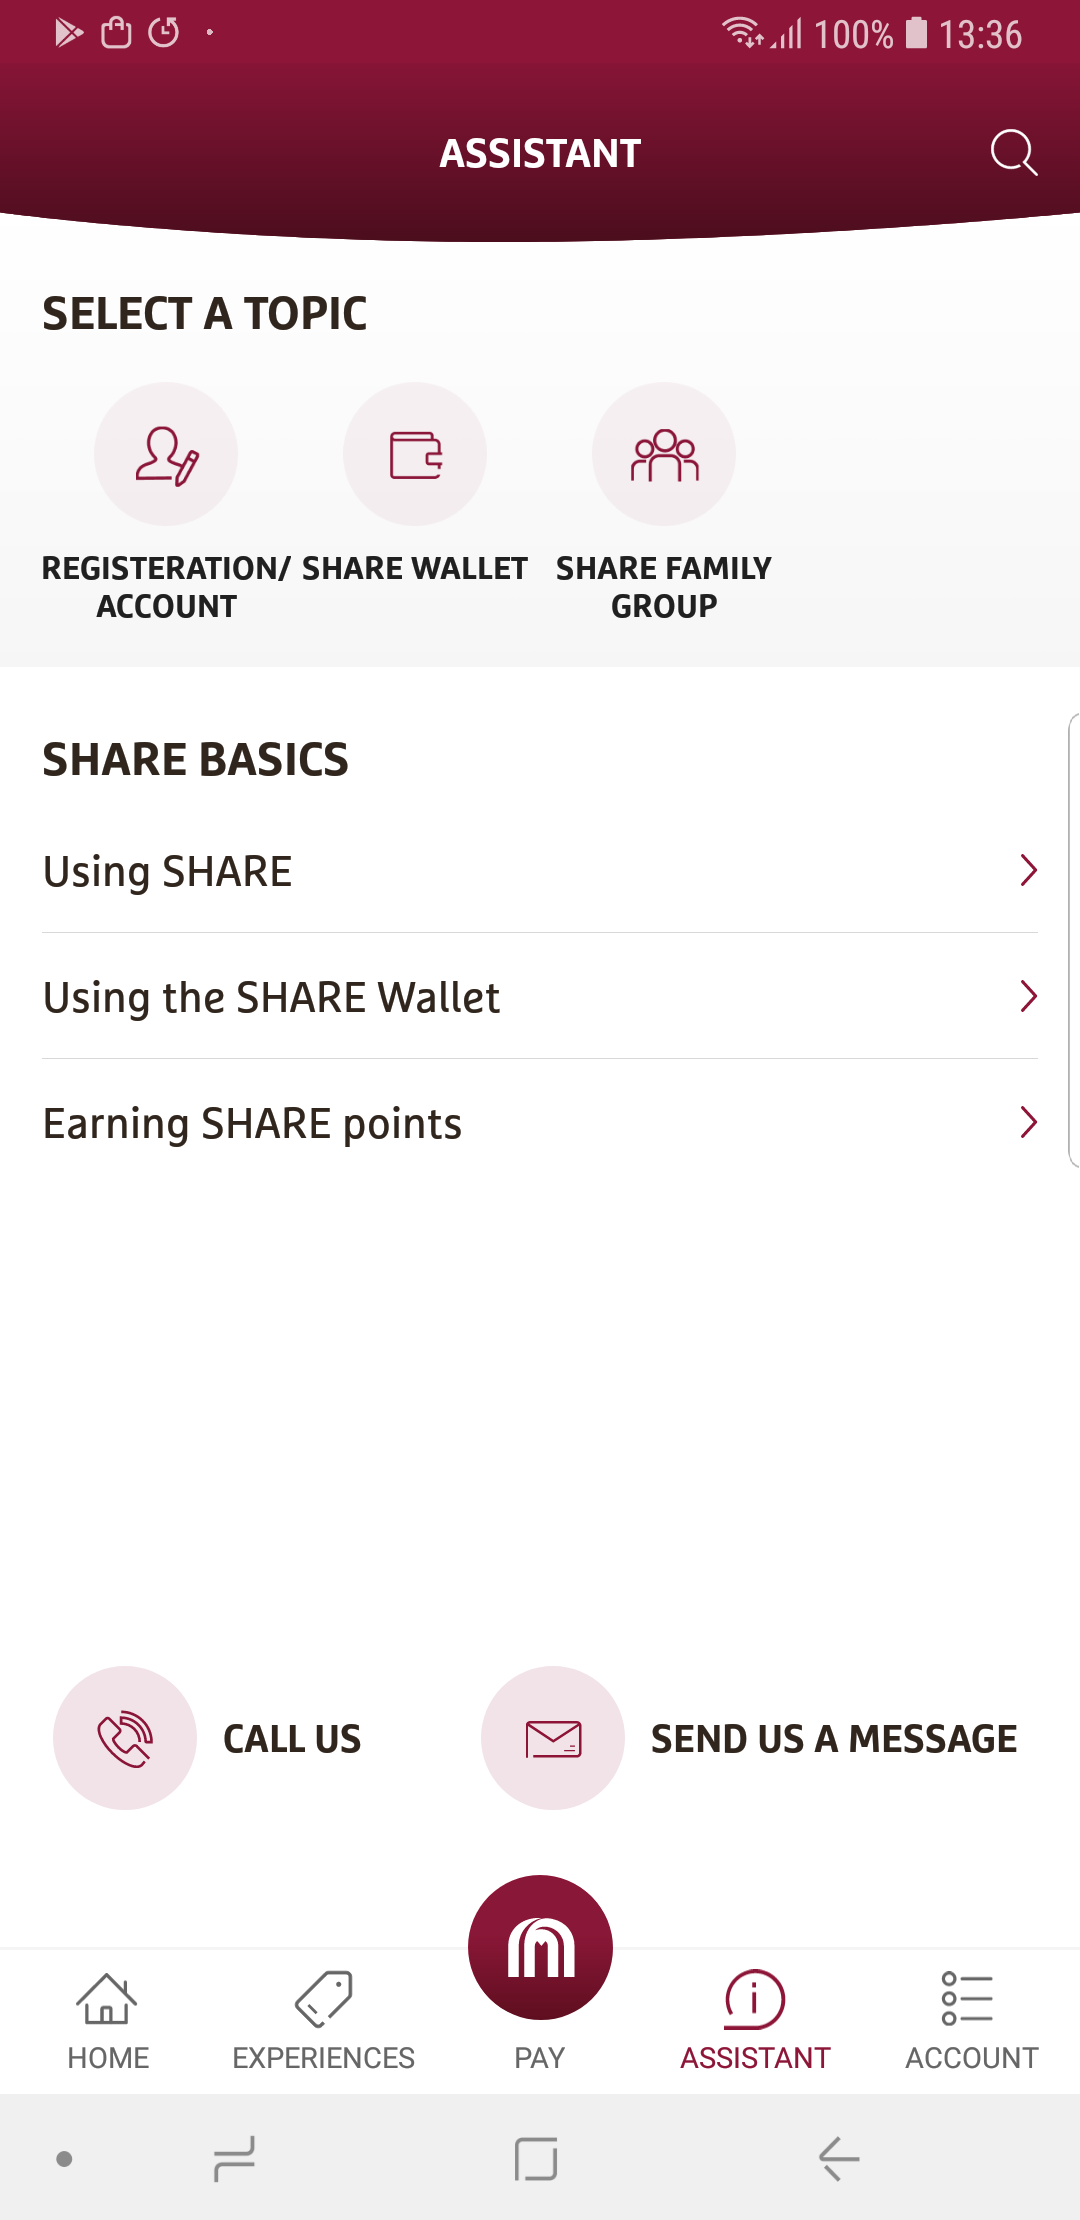 100% 13:36
ASSISTANT
SELECT A TOPIC
REGISTERATION/ SHARE WALLET SHARE FAMILY
ACCOUNT GROUP
SHARE BASICS
Using SHARE
Using the SHARE Wallet
Earning SHARE points
CALL US SEND US A MESSAGE
HOME EXPERIENCES PAY ASSISTANT ACCOUNT